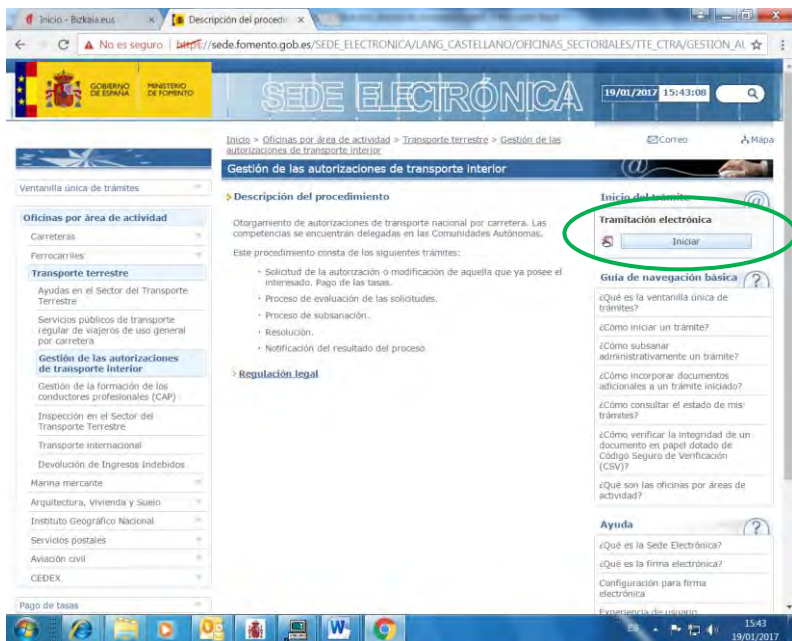 Inicio - Bizkaia.eus
Descripción del procedir
No es seguro | https://sede.fomento.gob.es/SEDE_ELECTRONICA/LANG_CASTELLANO/OFICINAS_SECTORIALES/TTE_CTRA/GESTION_AU
GOBIERNO DE ESPAÑA
MINISTERIO DE FOMENTO
SEDE ELECTRÓNICA
19/01/2017 15:43:08
Inicio > Oficinas por área de actividad > Transporte terrestre > Gestión de las
autorizaciones de transporte interior
Correo
Mapa
Gestión de las autorizaciones de transporte interior
Ventanilla única de trámites
Oficinas por área de actividad
Carreteras
Ferrocarriles
Transporte terrestre
Ayudas en el Sector del Transporte
Terrestre
Servicios públicos de transporte
regular de viajeros de uso general
por carretera
Gestión de las autorizaciones
de transporte interior
Gestión de la formación de los
conductores profesionales (CAP)
Inspección en el Sector del
Transporte Terrestre
Transporte internacional
Devolución de Ingresos Indebidos
Marina mercante
Arquitectura, Vivienda y Suelo
Instituto Geográfico Nacional
Servicios postales
Aviación civil
CEDEX
Pago de tasas
Descripción del procedimiento
Otorgamiento de autorizaciones de transporte nacional por carretera. Las
competencias se encuentran delegadas en las Comunidades Autónomas.
Este procedimiento consta de los siguientes trámites:
· Solicitud de la autorización o modificación de aquella que ya posee el
interesado. Pago de las tasas.
· Proceso de evaluación de las solicitudes.
· Proceso de subsanación.
· Resolución.
· Notificación del resultado del proceso
> Regulación legal
Inicio del trámite
Tramitación electrónica
Iniciar
Guía de navegación básica
¿Qué es la ventanilla única de
trámites?
¿Cómo iniciar un trámite?
¿Cómo subsanar
administrativamente un trámite?
¿Cómo incorporar documentos
adicionales a un trámite iniciado?
¿Cómo consultar el estado de mis
trámites?
¿Cómo verificar la integridad de un
documento en papel dotado de
Código Seguro de Verificación
(CSV)?
¿Qué son las oficinas por áreas de
actividad?
Ayuda
¿Qué es la Sede Electrónica?
¿Qué es la firma electrónica?
Configuración para firma
electrónica
Experiencia de usuario
ES
15:43
19/01/2017